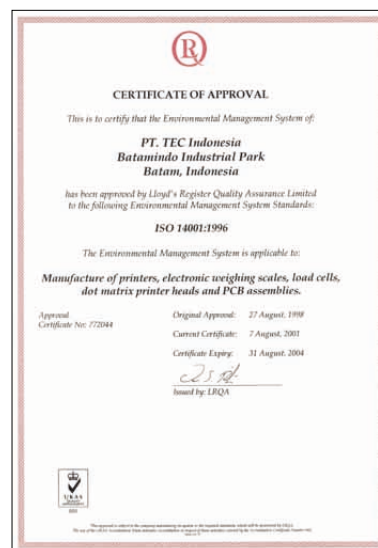 CERTIFICATE OF APPROVAL
This is to certify that the Environmental Management System of:
PT. TEC Indonesia
Batamindo Industrial Park
Batam, Indonesia
has been approved by Lloyd's Register Quality Assurance Limited
to the following Environmental Management System Standards:
ISO 14001:1996
The Environmental Management System is applicable to:
Manufacture of printers, electronic weighing scales, load cells,
dot matrix printer heads and PCB assemblies.
Approval
Certificate No: 772044
Original Approval: 27 August, 1998
Current Certificate: 7 August, 2001
Certificate Expiry: 31 August, 2004
Issued by: LRQA
UKAS